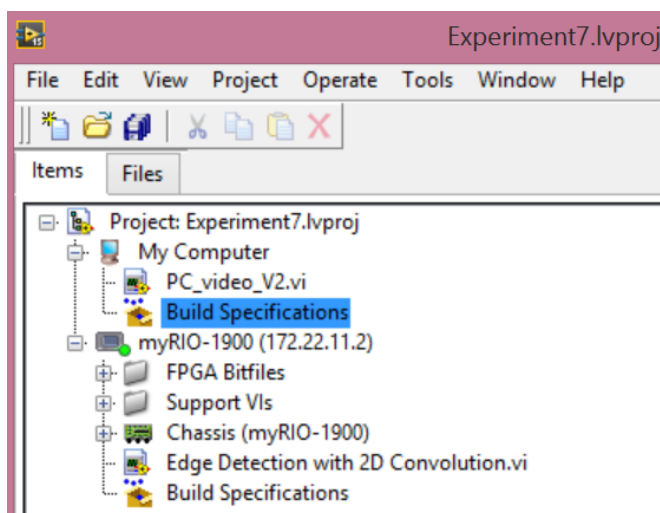 Experiment7.lvproj
File Edit View Project Operate Tools Window Help
Items Files
Project: Experiment7.lvproj
My Computer
PC_video_V2.vi
Build Specifications
myRIO-1900 (172.22.11.2)
FPGA Bitfiles
Support VIs
Chassis (myRIO-1900)
Edge Detection with 2D Convolution.vi
Build Specifications